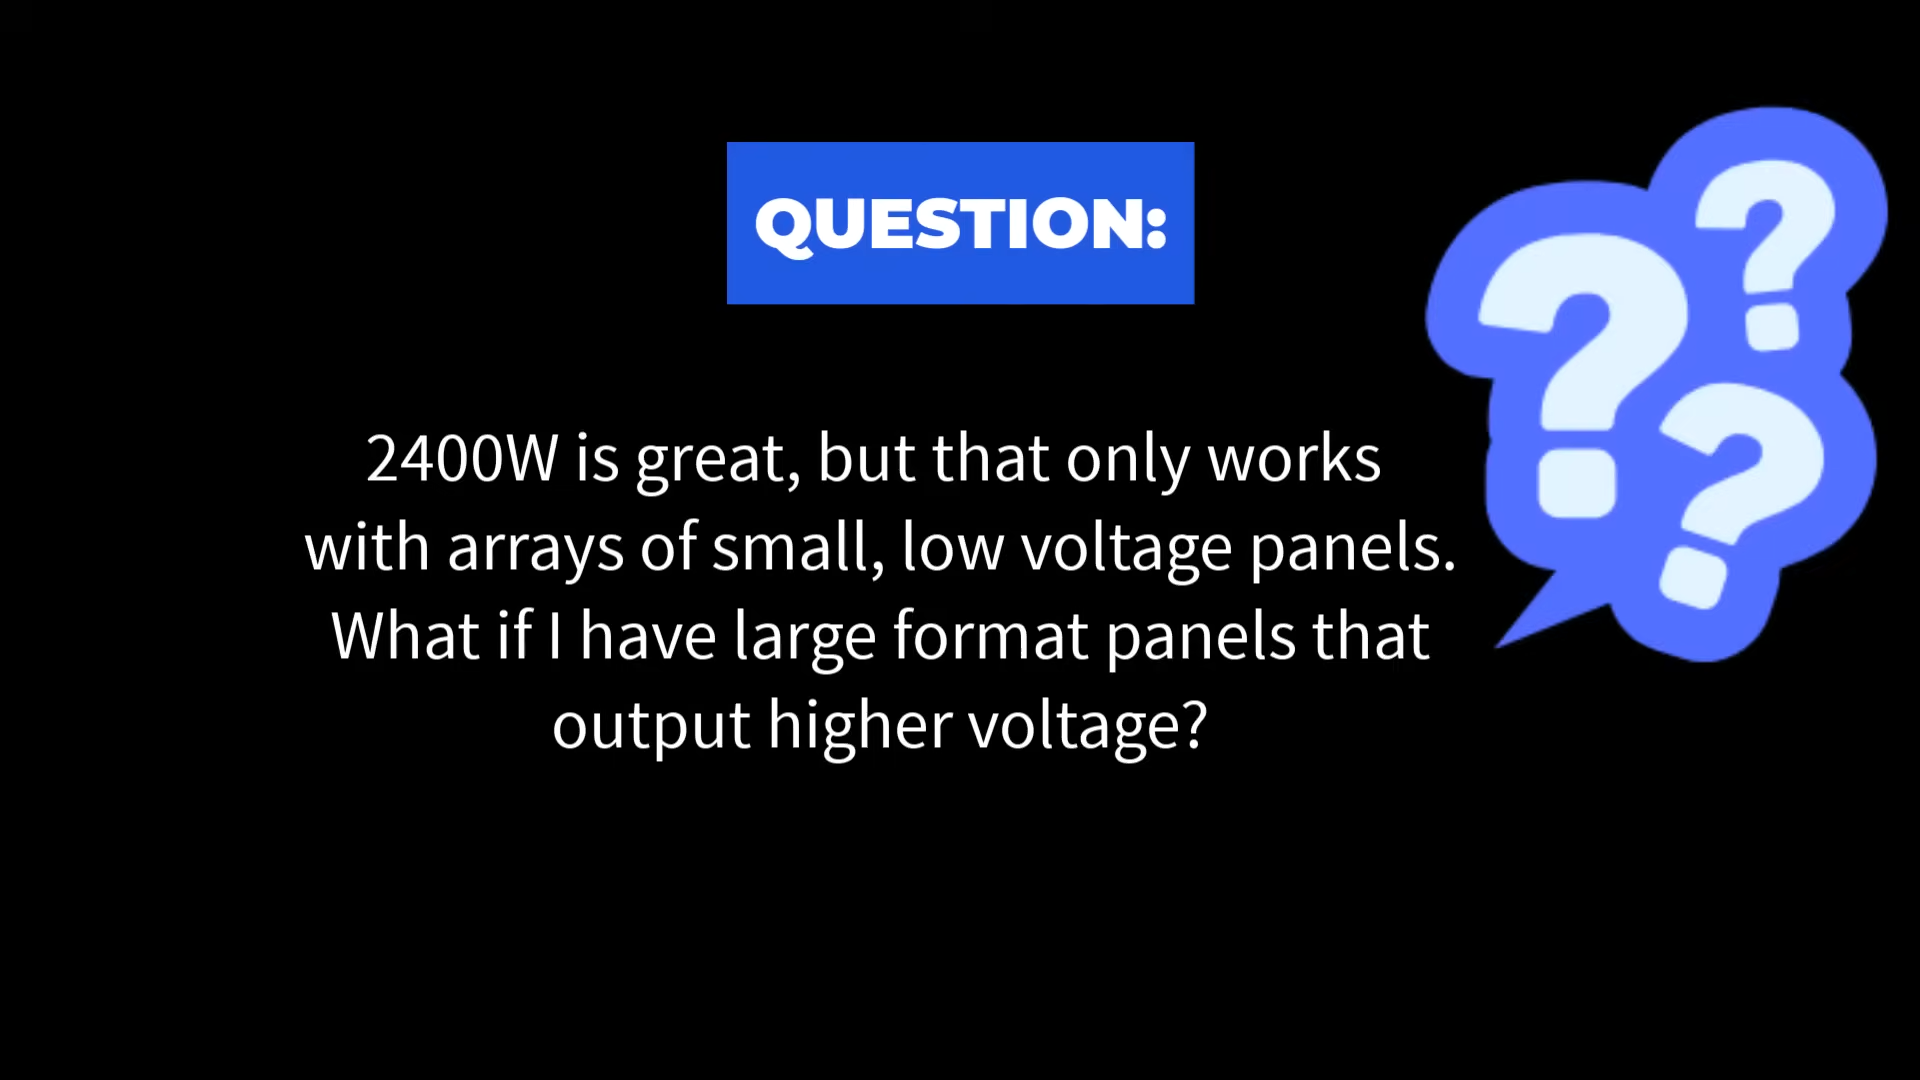 QUESTION:
2400W is great, but that only works
with arrays of small, low voltage panels.
What if I have large format panels that
output higher voltage?